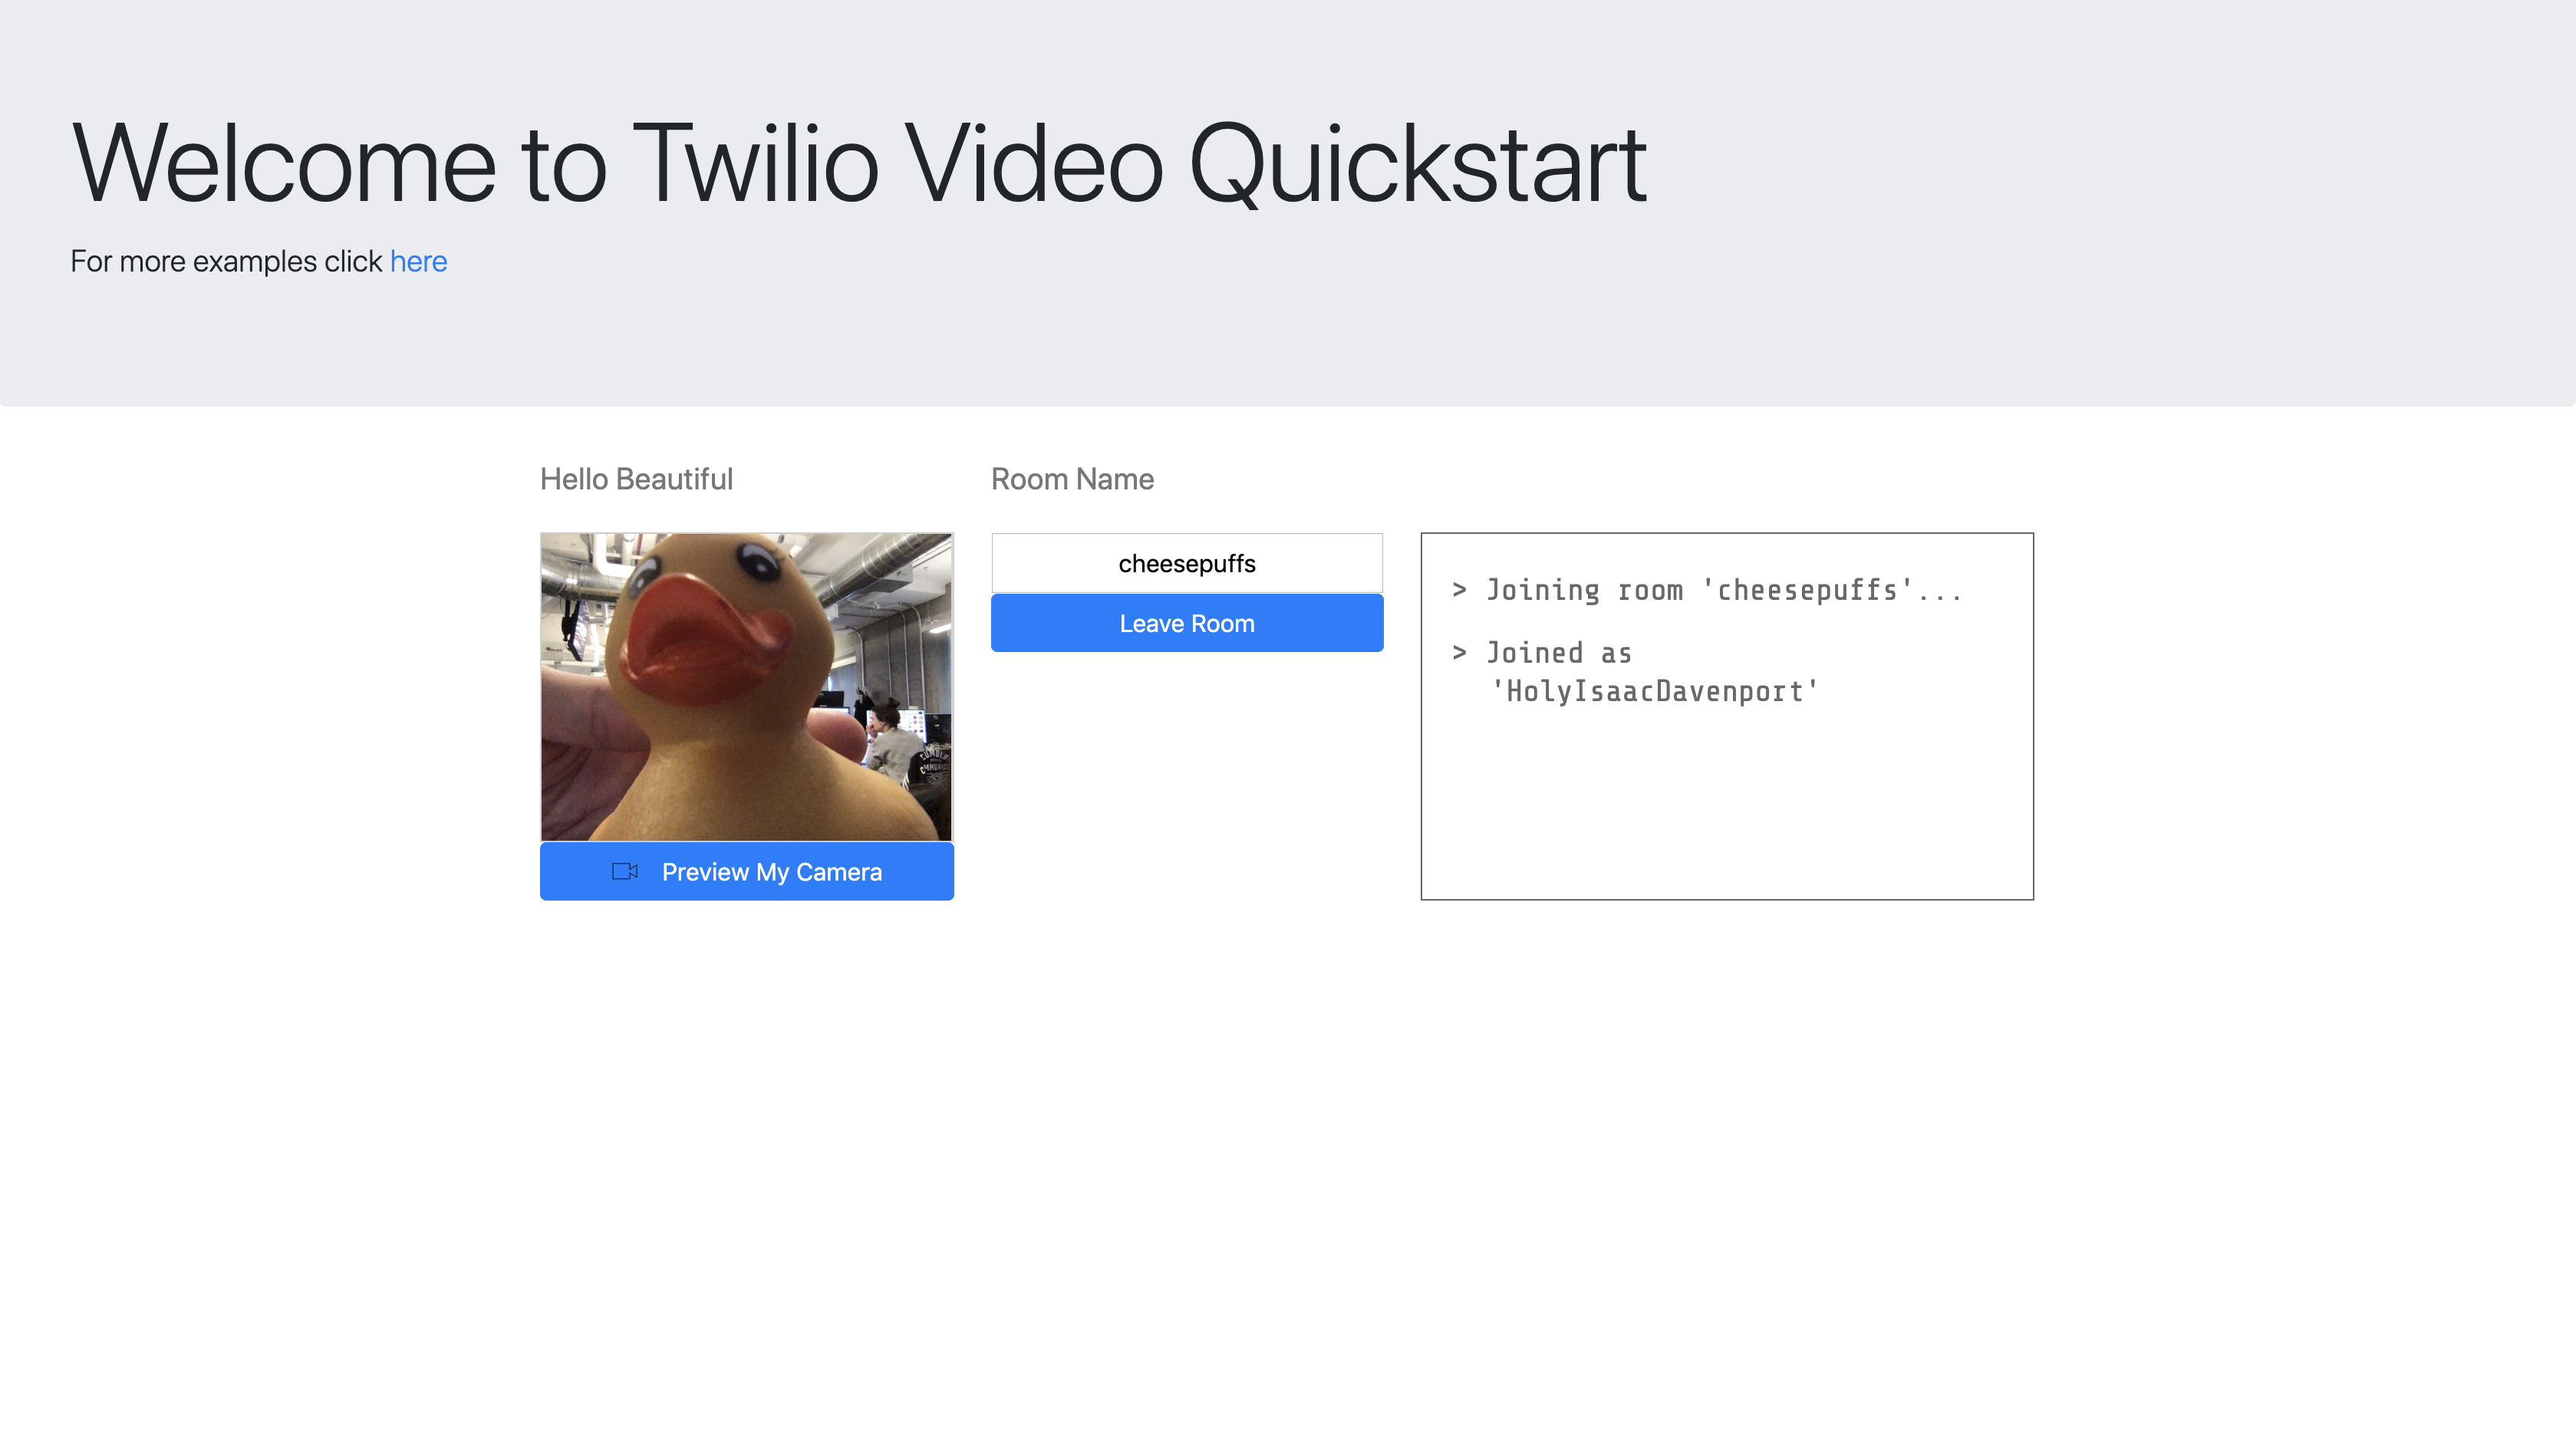 Welcome to Twilio Video Quickstart
For more examples click here
Hello Beautiful
Room Name
cheesepuffs
Leave Room
> Joining room 'cheesepuffs'...
> Joined as
'HolyIsaacDavenport'
Preview My Camera